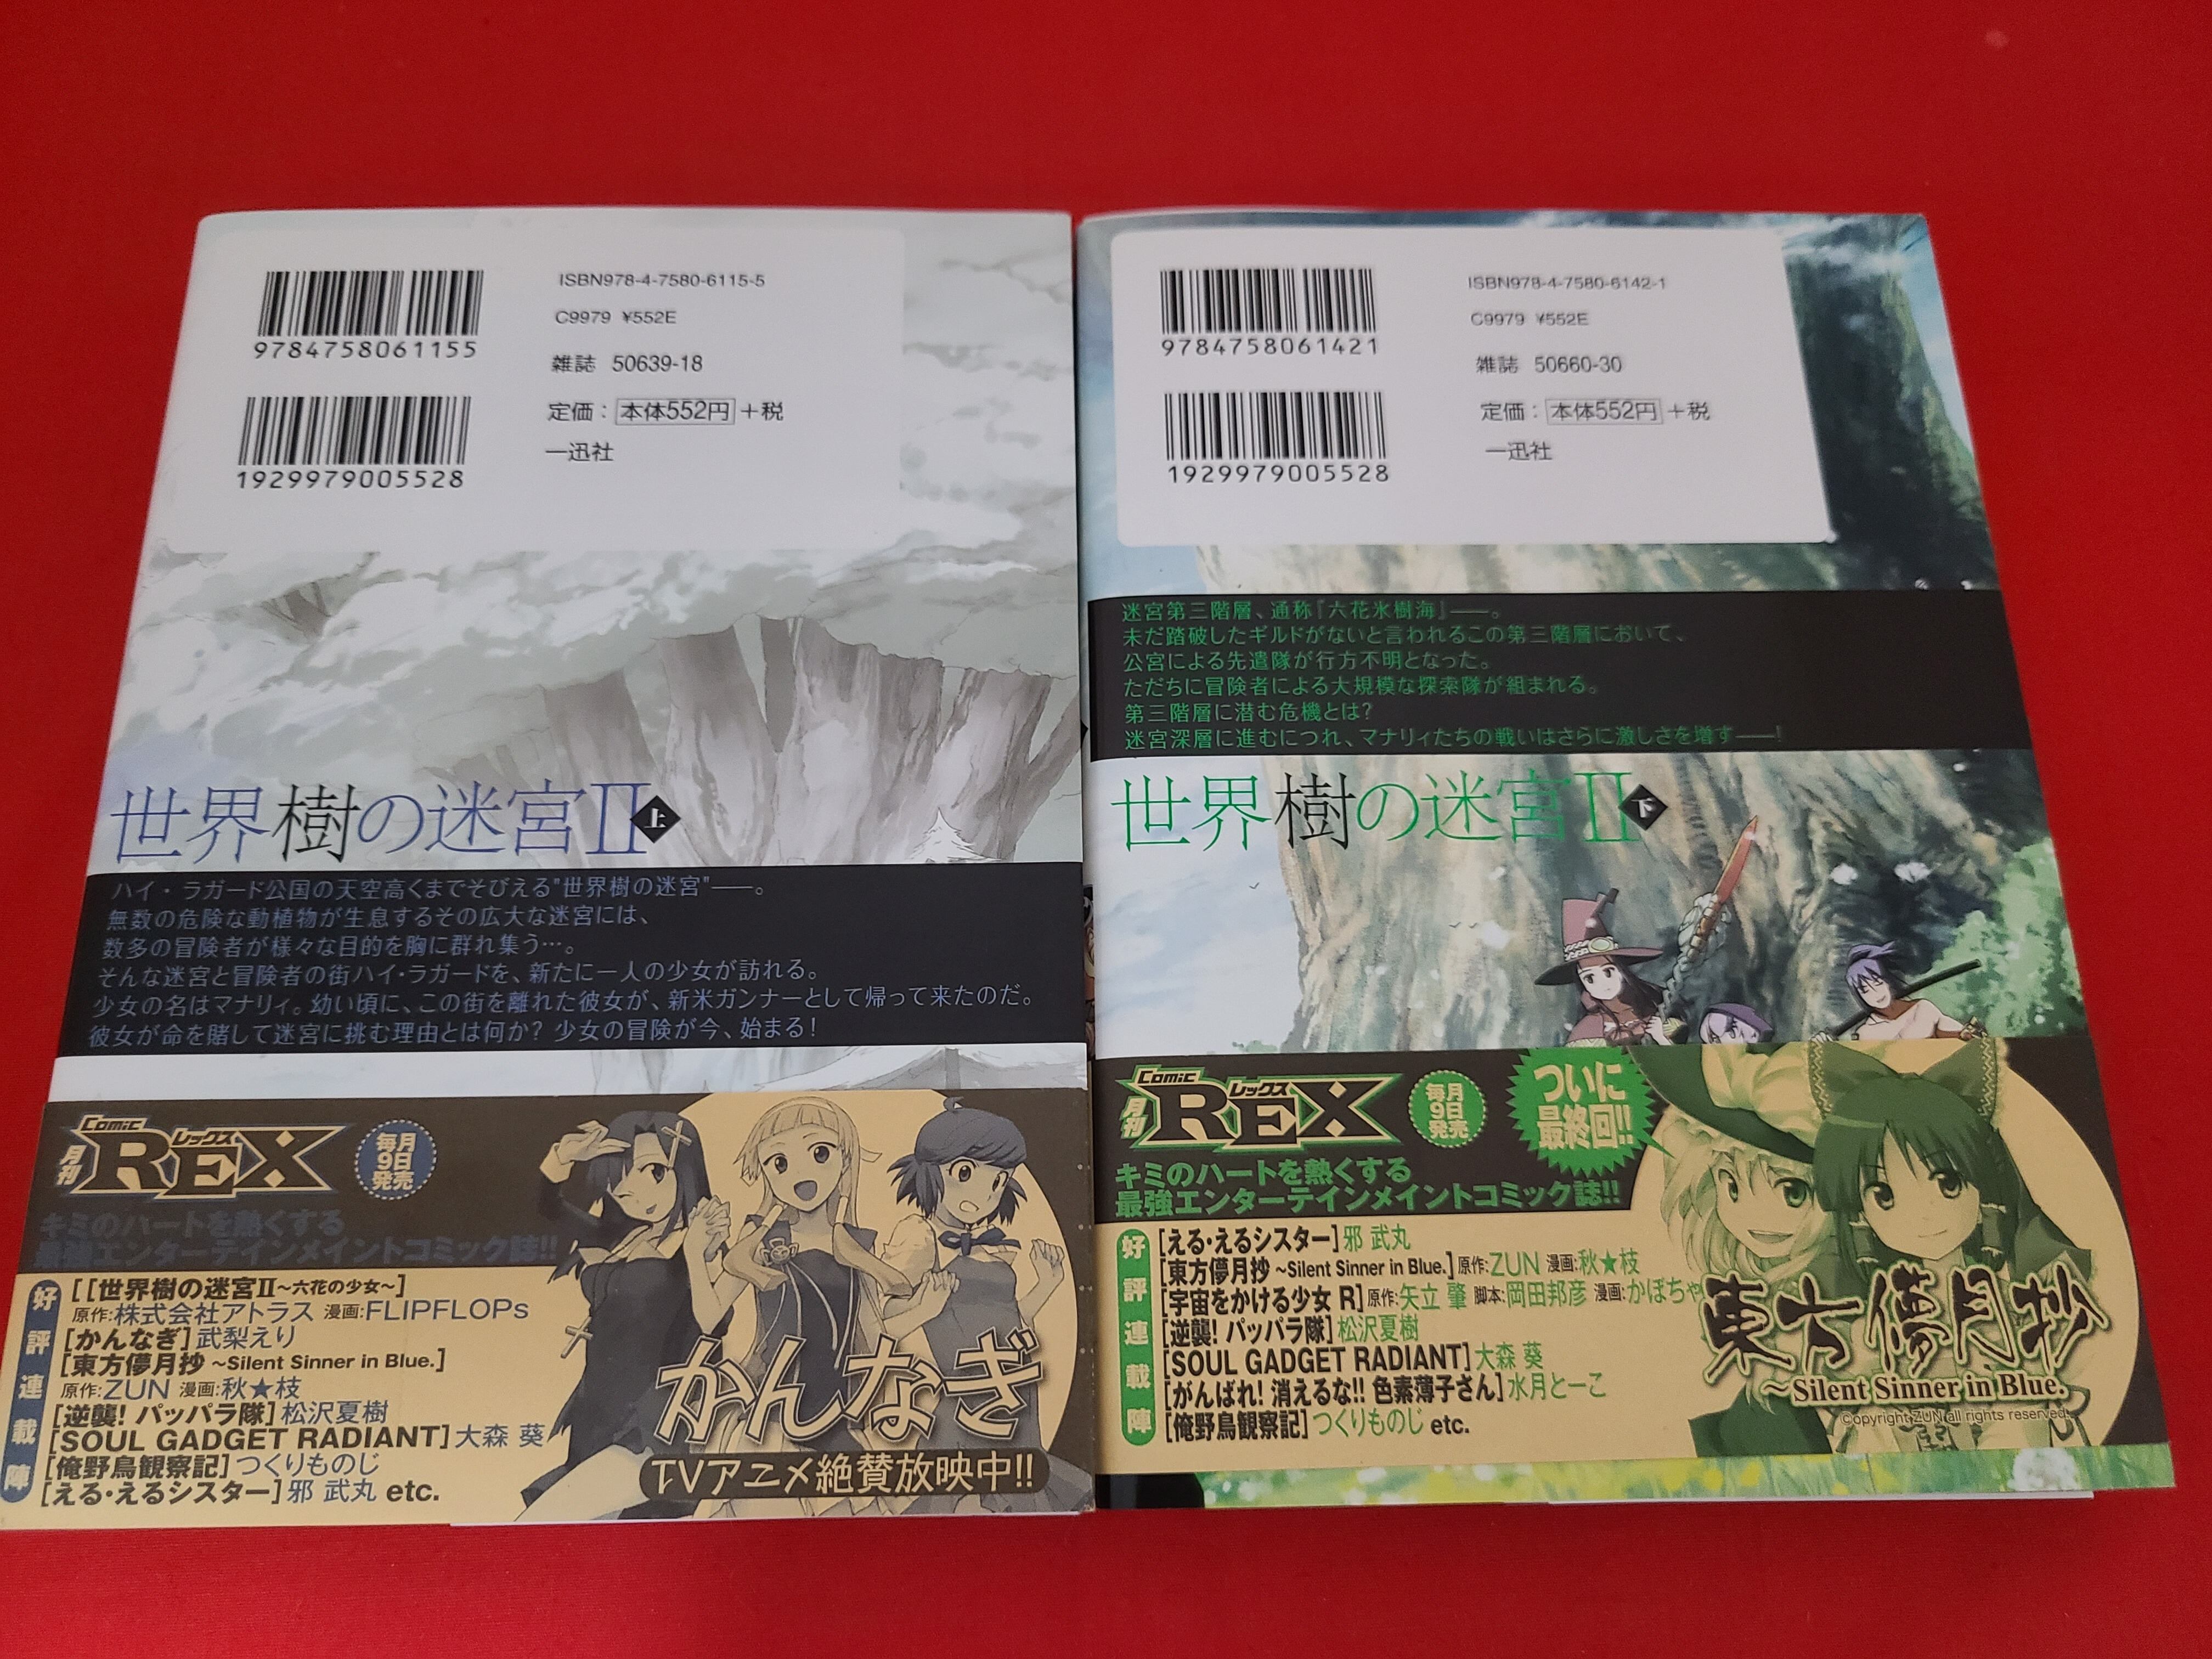 ISBN978-4-7580-6115-5
C9979 ¥552E
9784758061155
雑誌 50639-18
定価：本体552円＋税
1929979005528
一迅社
世界樹の迷宮II 上
ハイ・ラガード公国の天空高くまでそびえる"世界樹の迷宮"――。
無数の危険な動植物が生息するその広大な迷宮には、
数多の冒険者が様々な目的を胸に群れ集う…。
そんな迷宮と冒険者の街ハイ・ラガードを、新たに一人の少女が訪れる。
少女の名はマナリィ。幼い頃に、この街を離れた彼女が、新米ガンナーとして帰って来たのだ。
彼女が命を賭して迷宮に挑む理由とは何か? 少女の冒険が今、始まる!
月刊 Comic REX レックス
毎月9日発売
キミのハートを熱くする
最強エンターテインメイントコミック誌!!
好評連載陣
[[世界樹の迷宮II～六花の少女～]
原作:株式会社アトラス 漫画:FLIPFLOPs
[かんなぎ]武梨えり
[東方儚月抄 ~Silent Sinner in Blue.]
原作:ZUN 漫画:秋★枝
[逆襲! パッパラ隊]松沢夏樹
[SOUL GADGET RADIANT]大森 葵
[俺野鳥観察記]つくりものじ
[える・えるシスター]邪 武丸 etc.
かんなぎ
TVアニメ絶賛放映中!!
ISBN978-4-7580-6142-1
C9979 ¥552E
9784758061421
雑誌 50660-30
定価：本体552円＋税
一迅社
1929979005528
迷宮第三階層、通称『六花氷樹海』――。
未だ踏破したギルドがないと言われるこの第三階層において、
公宮による先遣隊が行方不明となった。
ただちに冒険者による大規模な探索隊が組まれる。
第三階層に潜む危機とは?
迷宮深層に進むにつれ、マナリィたちの戦いはさらに激しさを増す――!
世界樹の迷宮II 下
月刊 Comic REX レックス
毎月9日発売
ついに最終回!!
キミのハートを熱くする
最強エンターテインメイントコミック誌!!
好評連載陣
[える・えるシスター]邪 武丸
[東方儚月抄 ~Silent Sinner in Blue.]原作:ZUN 漫画:秋★枝
[宇宙をかける少女 R]原作:矢立 肇 脚本:岡田邦彦 漫画:かぼちゃ
[逆襲! パッパラ隊]松沢夏樹
[SOUL GADGET RADIANT]大森 葵
[がんばれ! 消えるな!! 色素薄子さん]水月とーこ
[俺野鳥観察記]つくりものじ etc.
東方儚月抄
～Silent Sinner in Blue.
©copyright ZUN all rights reserved.